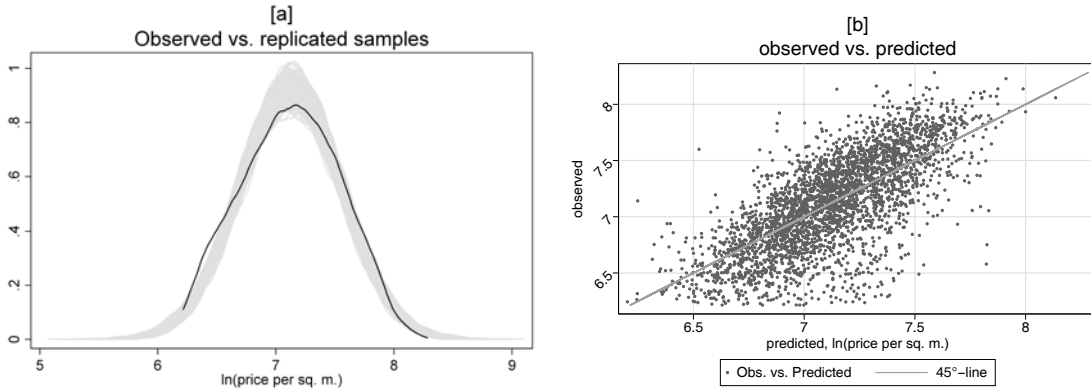 [a]
Observed vs. replicated samples
1
.8
.6
.4
.2
0
5 6 7 8 9
ln(price per sq. m.)
[b]
observed vs. predicted
observed
8
7.5
7
6.5
6.5 7 7.5 8
predicted, ln(price per sq. m.)
Obs. vs. Predicted 45°−line